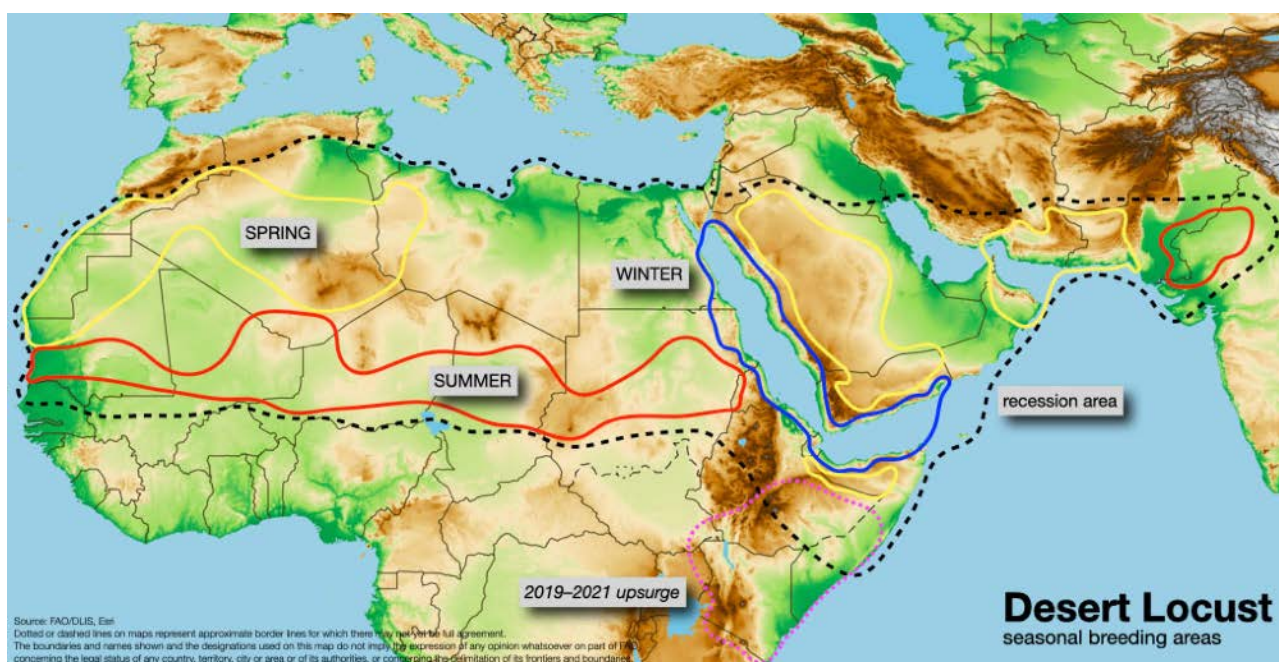 SPRING
WINTER
SUMMER
recession area
2019–2021 upsurge
Desert Locust
seasonal breeding areas
Source: FAO/DLIS, Esri
Dotted or dashed lines on maps represent approximate border lines for which there may not yet be full agreement.
The boundaries and names shown and the designations used on this map do not imply the expression of any opinion whatsoever on part of FAO
concerning the legal status of any country, territory, city or area or of its authorities, or concerning the delimitation of its frontiers and boundaries.